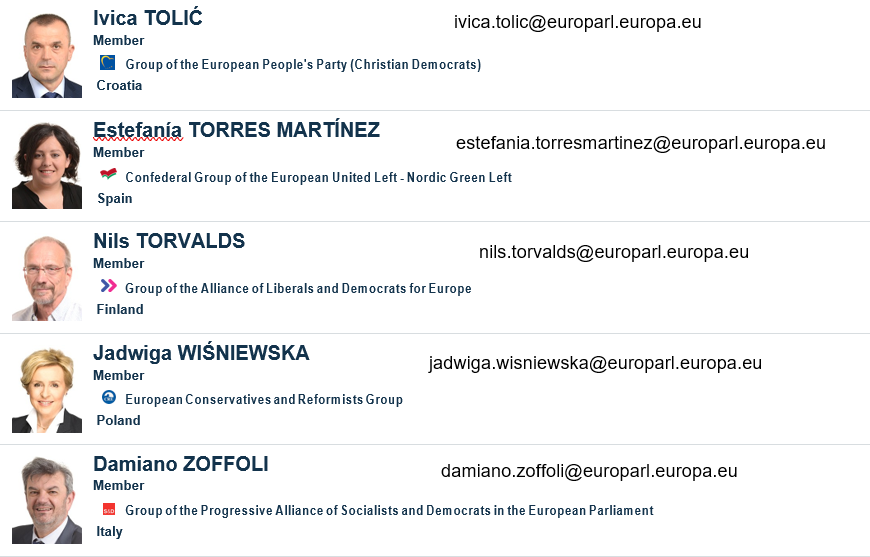 Ivica TOLIĆ ivica.tolic@europarl.europa.eu
Member
Group of the European People's Party (Christian Democrats)
Croatia
Estefanía TORRES MARTÍNEZ estefania.torresmartinez@europarl.europa.eu
Member
Confederal Group of the European United Left - Nordic Green Left
Spain
Nils TORVALDS nils.torvalds@europarl.europa.eu
Member
Group of the Alliance of Liberals and Democrats for Europe
Finland
Jadwiga WIŚNIEWSKA jadwiga.wisniewska@europarl.europa.eu
Member
European Conservatives and Reformists Group
Poland
Damiano ZOFFOLI damiano.zoffoli@europarl.europa.eu
Member
S&D Group of the Progressive Alliance of Socialists and Democrats in the European Parliament
Italy